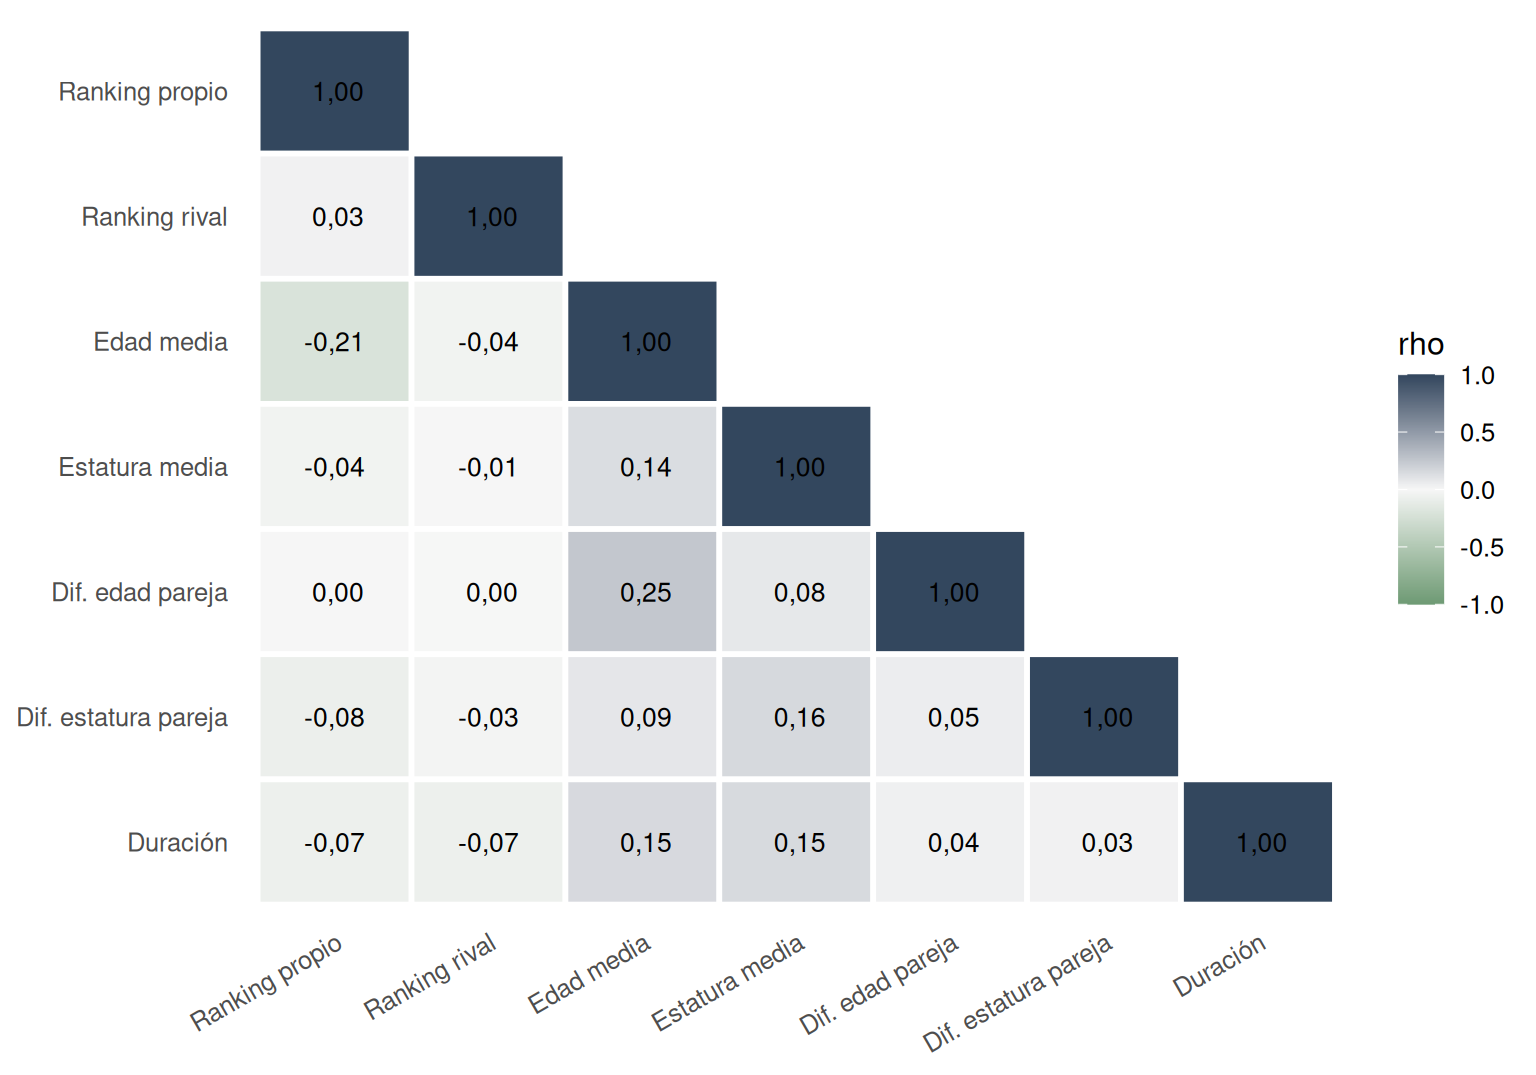 Ranking propio 1,00
Ranking rival 0,03 1,00
Edad media -0,21 -0,04 1,00
Estatura media -0,04 -0,01 0,14 1,00
Dif. edad pareja 0,00 0,00 0,25 0,08 1,00
Dif. estatura pareja -0,08 -0,03 0,09 0,16 0,05 1,00
Duración -0,07 -0,07 0,15 0,15 0,04 0,03 1,00
Ranking propio
Ranking rival
Edad media
Estatura media
Dif. edad pareja
Dif. estatura pareja
Duración
rho
1.0
0.5
0.0
-0.5
-1.0